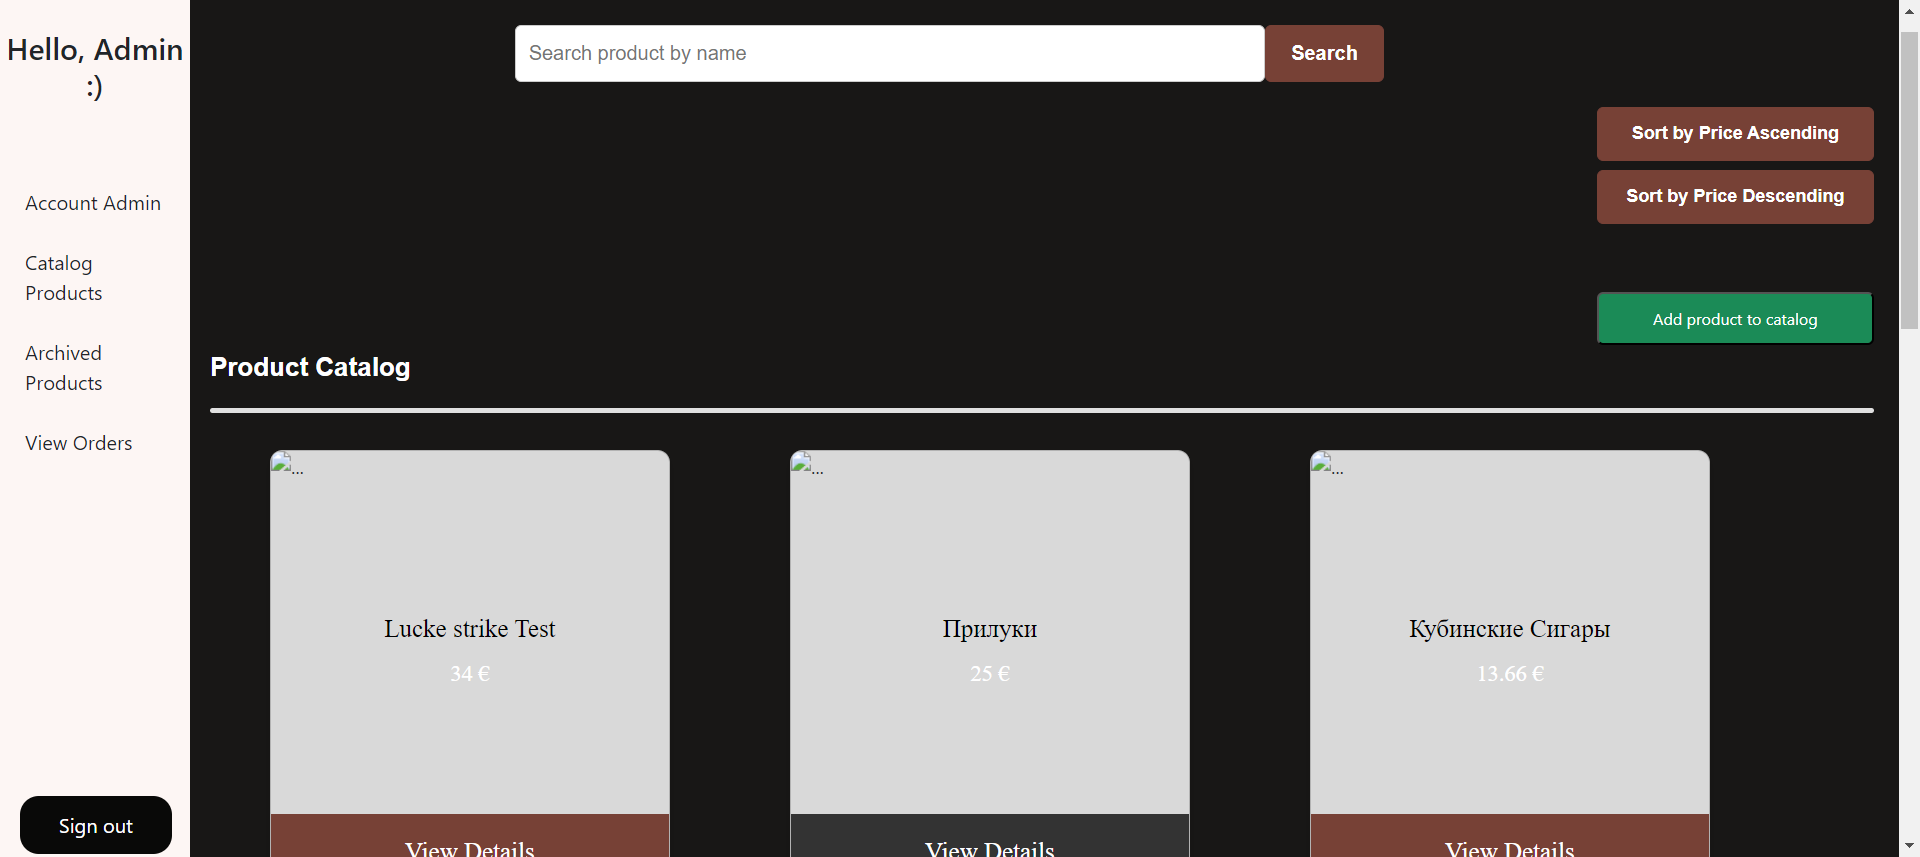 Hello, Admin
:)
Account Admin
Catalog
Products
Archived
Products
View Orders
Sign out
Search product by name
Search
Sort by Price Ascending
Sort by Price Descending
Add product to catalog
Product Catalog
...
Lucke strike Test
34 €
View Details
...
Прилуки
25 €
View Details
...
Кубинские Сигары
13.66 €
View Details